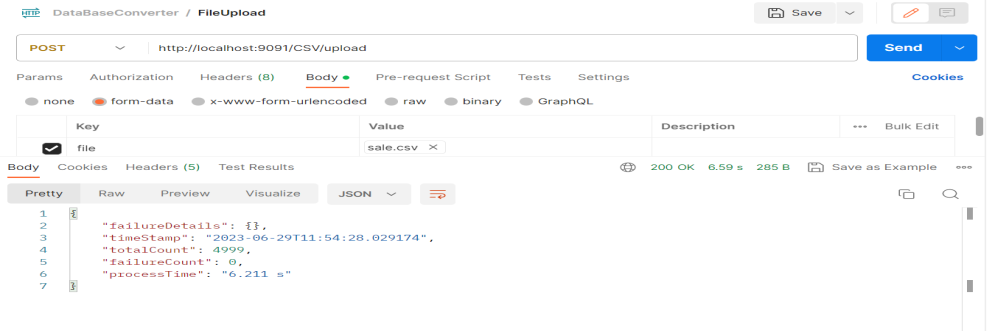 HTTP DataBaseConverter / FileUpload Save
POST http://localhost:9091/CSV/upload Send
Params Authorization Headers (8) Body Pre-request Script Tests Settings Cookies
none form-data x-www-form-urlencoded raw binary GraphQL
Key Value Description ••• Bulk Edit
file sale.csv ×
Body Cookies Headers (5) Test Results 200 OK 6.59 s 285 B Save as Example
Pretty Raw Preview Visualize JSON
1 {
2 "failureDetails": {},
3 "timeStamp": "2023-06-29T11:54:28.029174",
4 "totalCount": 4999,
5 "failureCount": 0,
6 "processTime": "6.211 s"
7 }